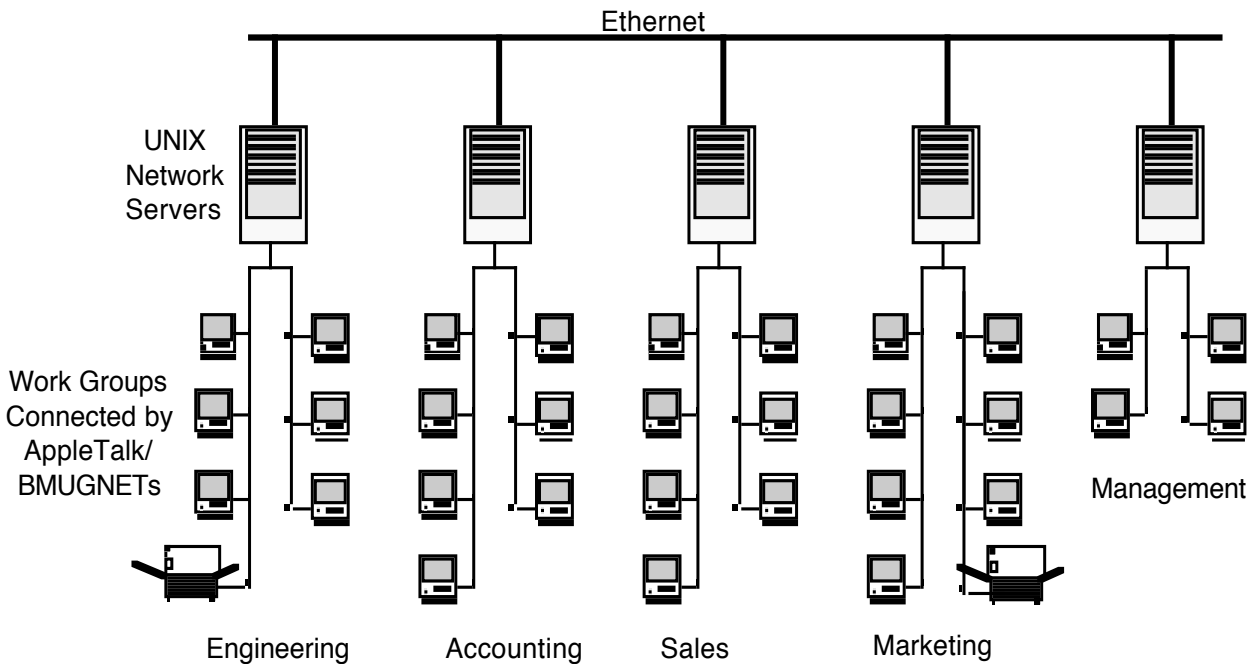 Ethernet
UNIX
Network
Servers
Work Groups
Connected by
AppleTalk/
BMUGNETs
Management
Engineering
Accounting
Sales
Marketing